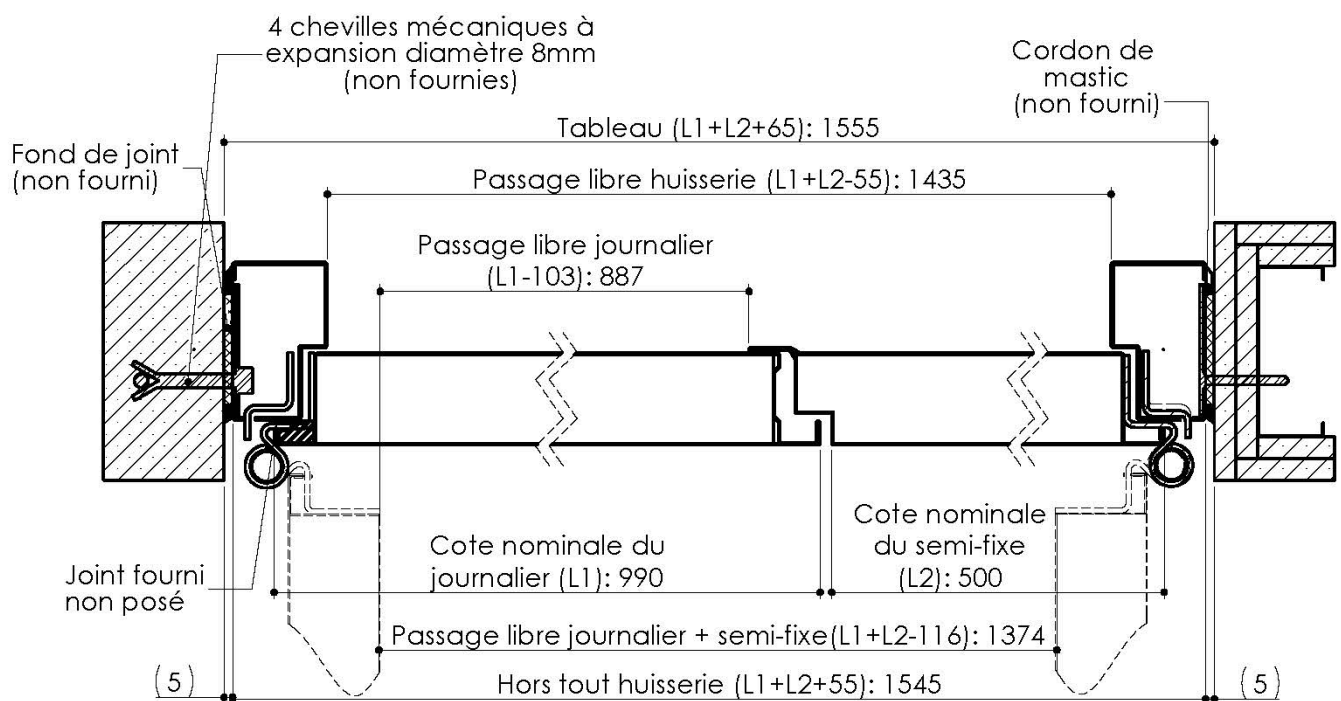 4 chevilles mécaniques à
expansion diamètre 8mm
(non fournies)
Cordon de
mastic
(non fourni)
Tableau (L1+L2+65): 1555
Fond de joint
(non fourni)
Passage libre huisserie (L1+L2-55): 1435
Passage libre journalier
(L1-103): 887
Cote nominale du
journalier (L1): 990
Cote nominale
du semi-fixe
(L2): 500
Joint fourni
non posé
Passage libre journalier + semi-fixe(L1+L2-116): 1374
(5)
Hors tout huisserie (L1+L2+55): 1545
(5)